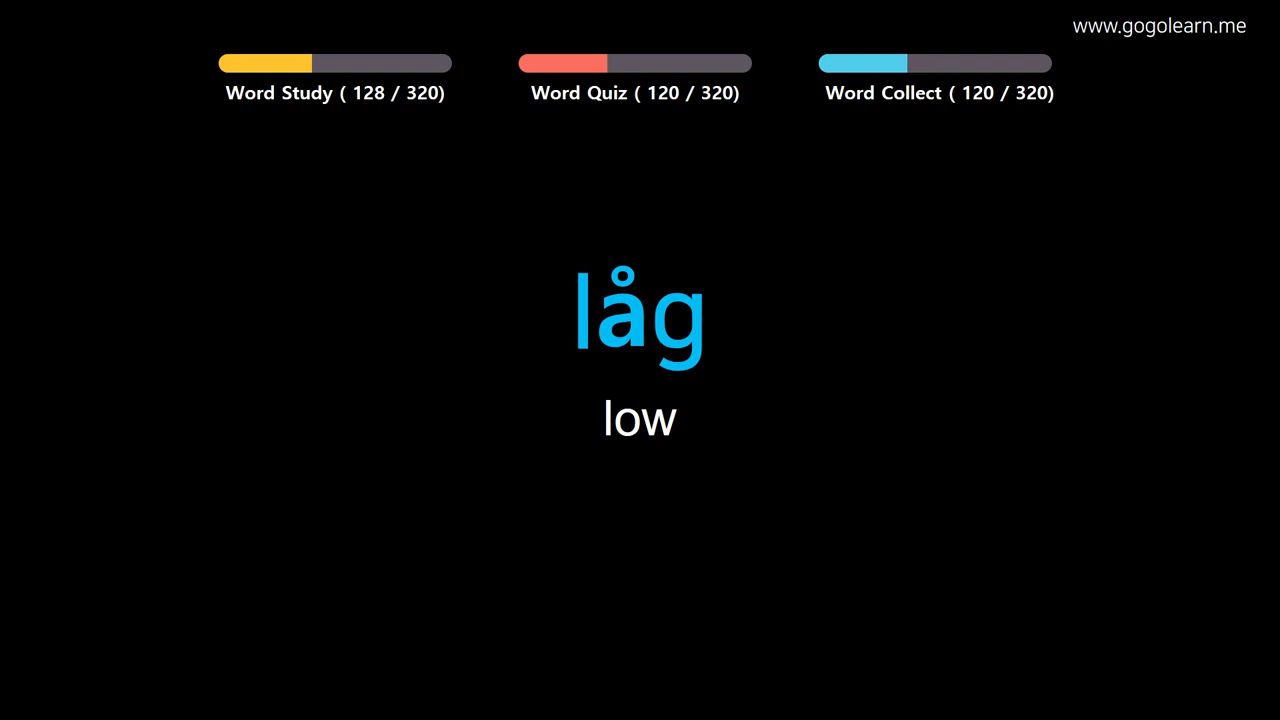 www.gogolearn.me
Word Study ( 128 / 320)
Word Quiz ( 120 / 320)
Word Collect ( 120 / 320)
låg
low